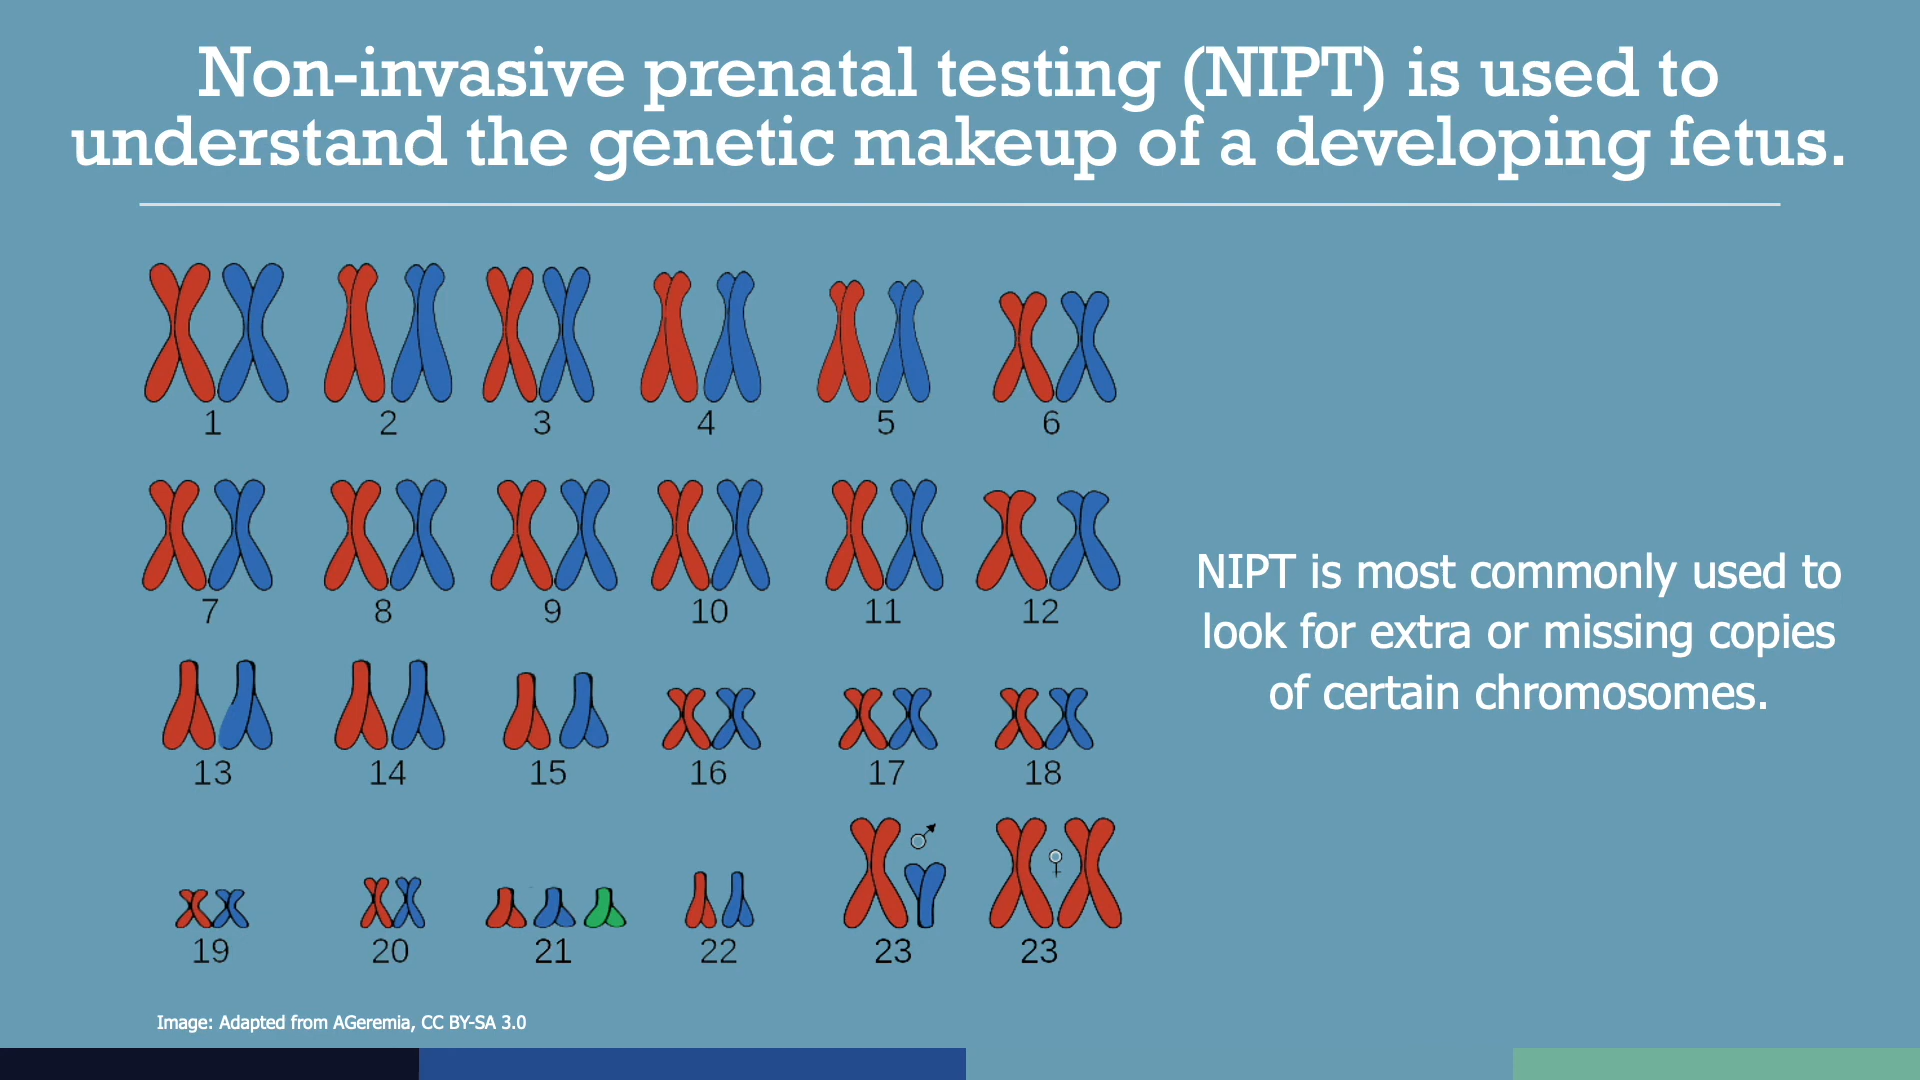 Non-invasive prenatal testing (NIPT) is used to
understand the genetic makeup of a developing fetus.
1 2 3 4 5 6
7 8 9 10 11 12
NIPT is most commonly used to
look for extra or missing copies
of certain chromosomes.
13 14 15 16 17 18
♂ ♀
19 20 21 22 23 23
Image: Adapted from AGeremia, CC BY-SA 3.0